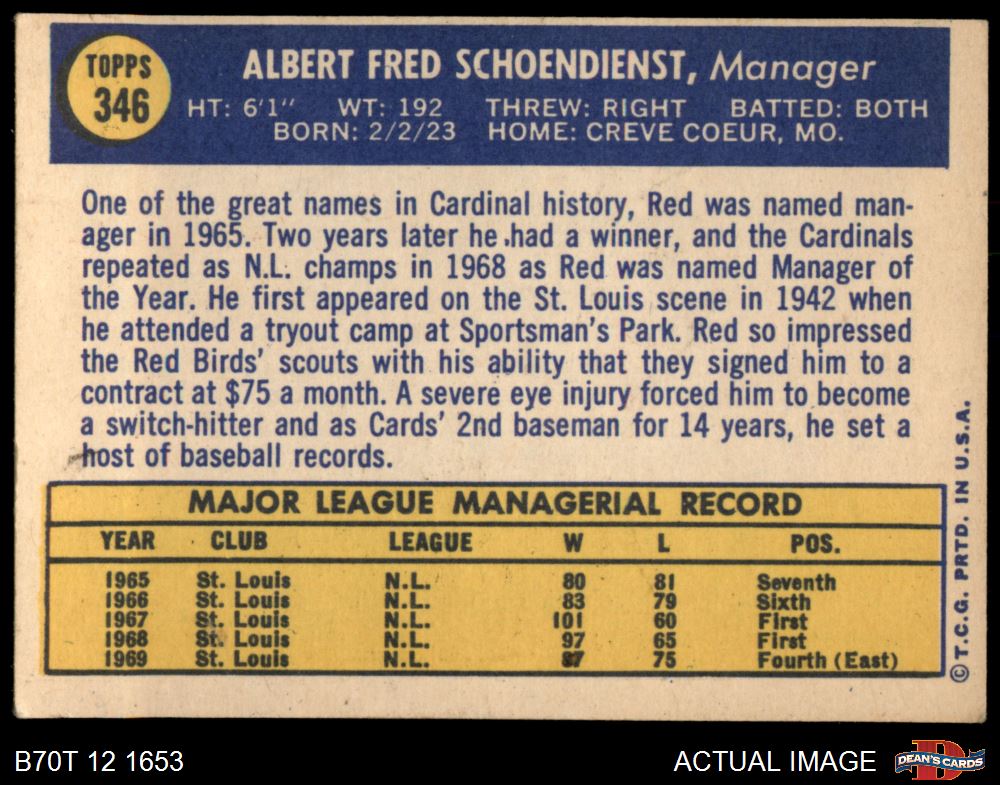 TOPPS
346
ALBERT FRED SCHOENDIENST, Manager
HT: 6'1" WT: 192 THREW: RIGHT BATTED: BOTH
BORN: 2/2/23 HOME: CREVE COEUR, MO.
One of the great names in Cardinal history, Red was named man-
ager in 1965. Two years later he had a winner, and the Cardinals
repeated as N.L. champs in 1968 as Red was named Manager of
the Year. He first appeared on the St. Louis scene in 1942 when
he attended a tryout camp at Sportsman's Park. Red so impressed
the Red Birds' scouts with his ability that they signed him to a
contract at $75 a month. A severe eye injury forced him to become
a switch-hitter and as Cards' 2nd baseman for 14 years, he set a
host of baseball records.
MAJOR LEAGUE MANAGERIAL RECORD
YEAR CLUB LEAGUE W L POS.
1965 St. Louis N.L. 80 81 Seventh
1966 St. Louis N.L. 83 79 Sixth
1967 St. Louis N.L. 101 60 First
1968 St. Louis N.L. 97 65 First
1969 St. Louis N.L. 87 75 Fourth (East)
© T.C.G. PRTD. IN U.S.A.
B70T 12 1653
ACTUAL IMAGE
DEAN'S CARDS